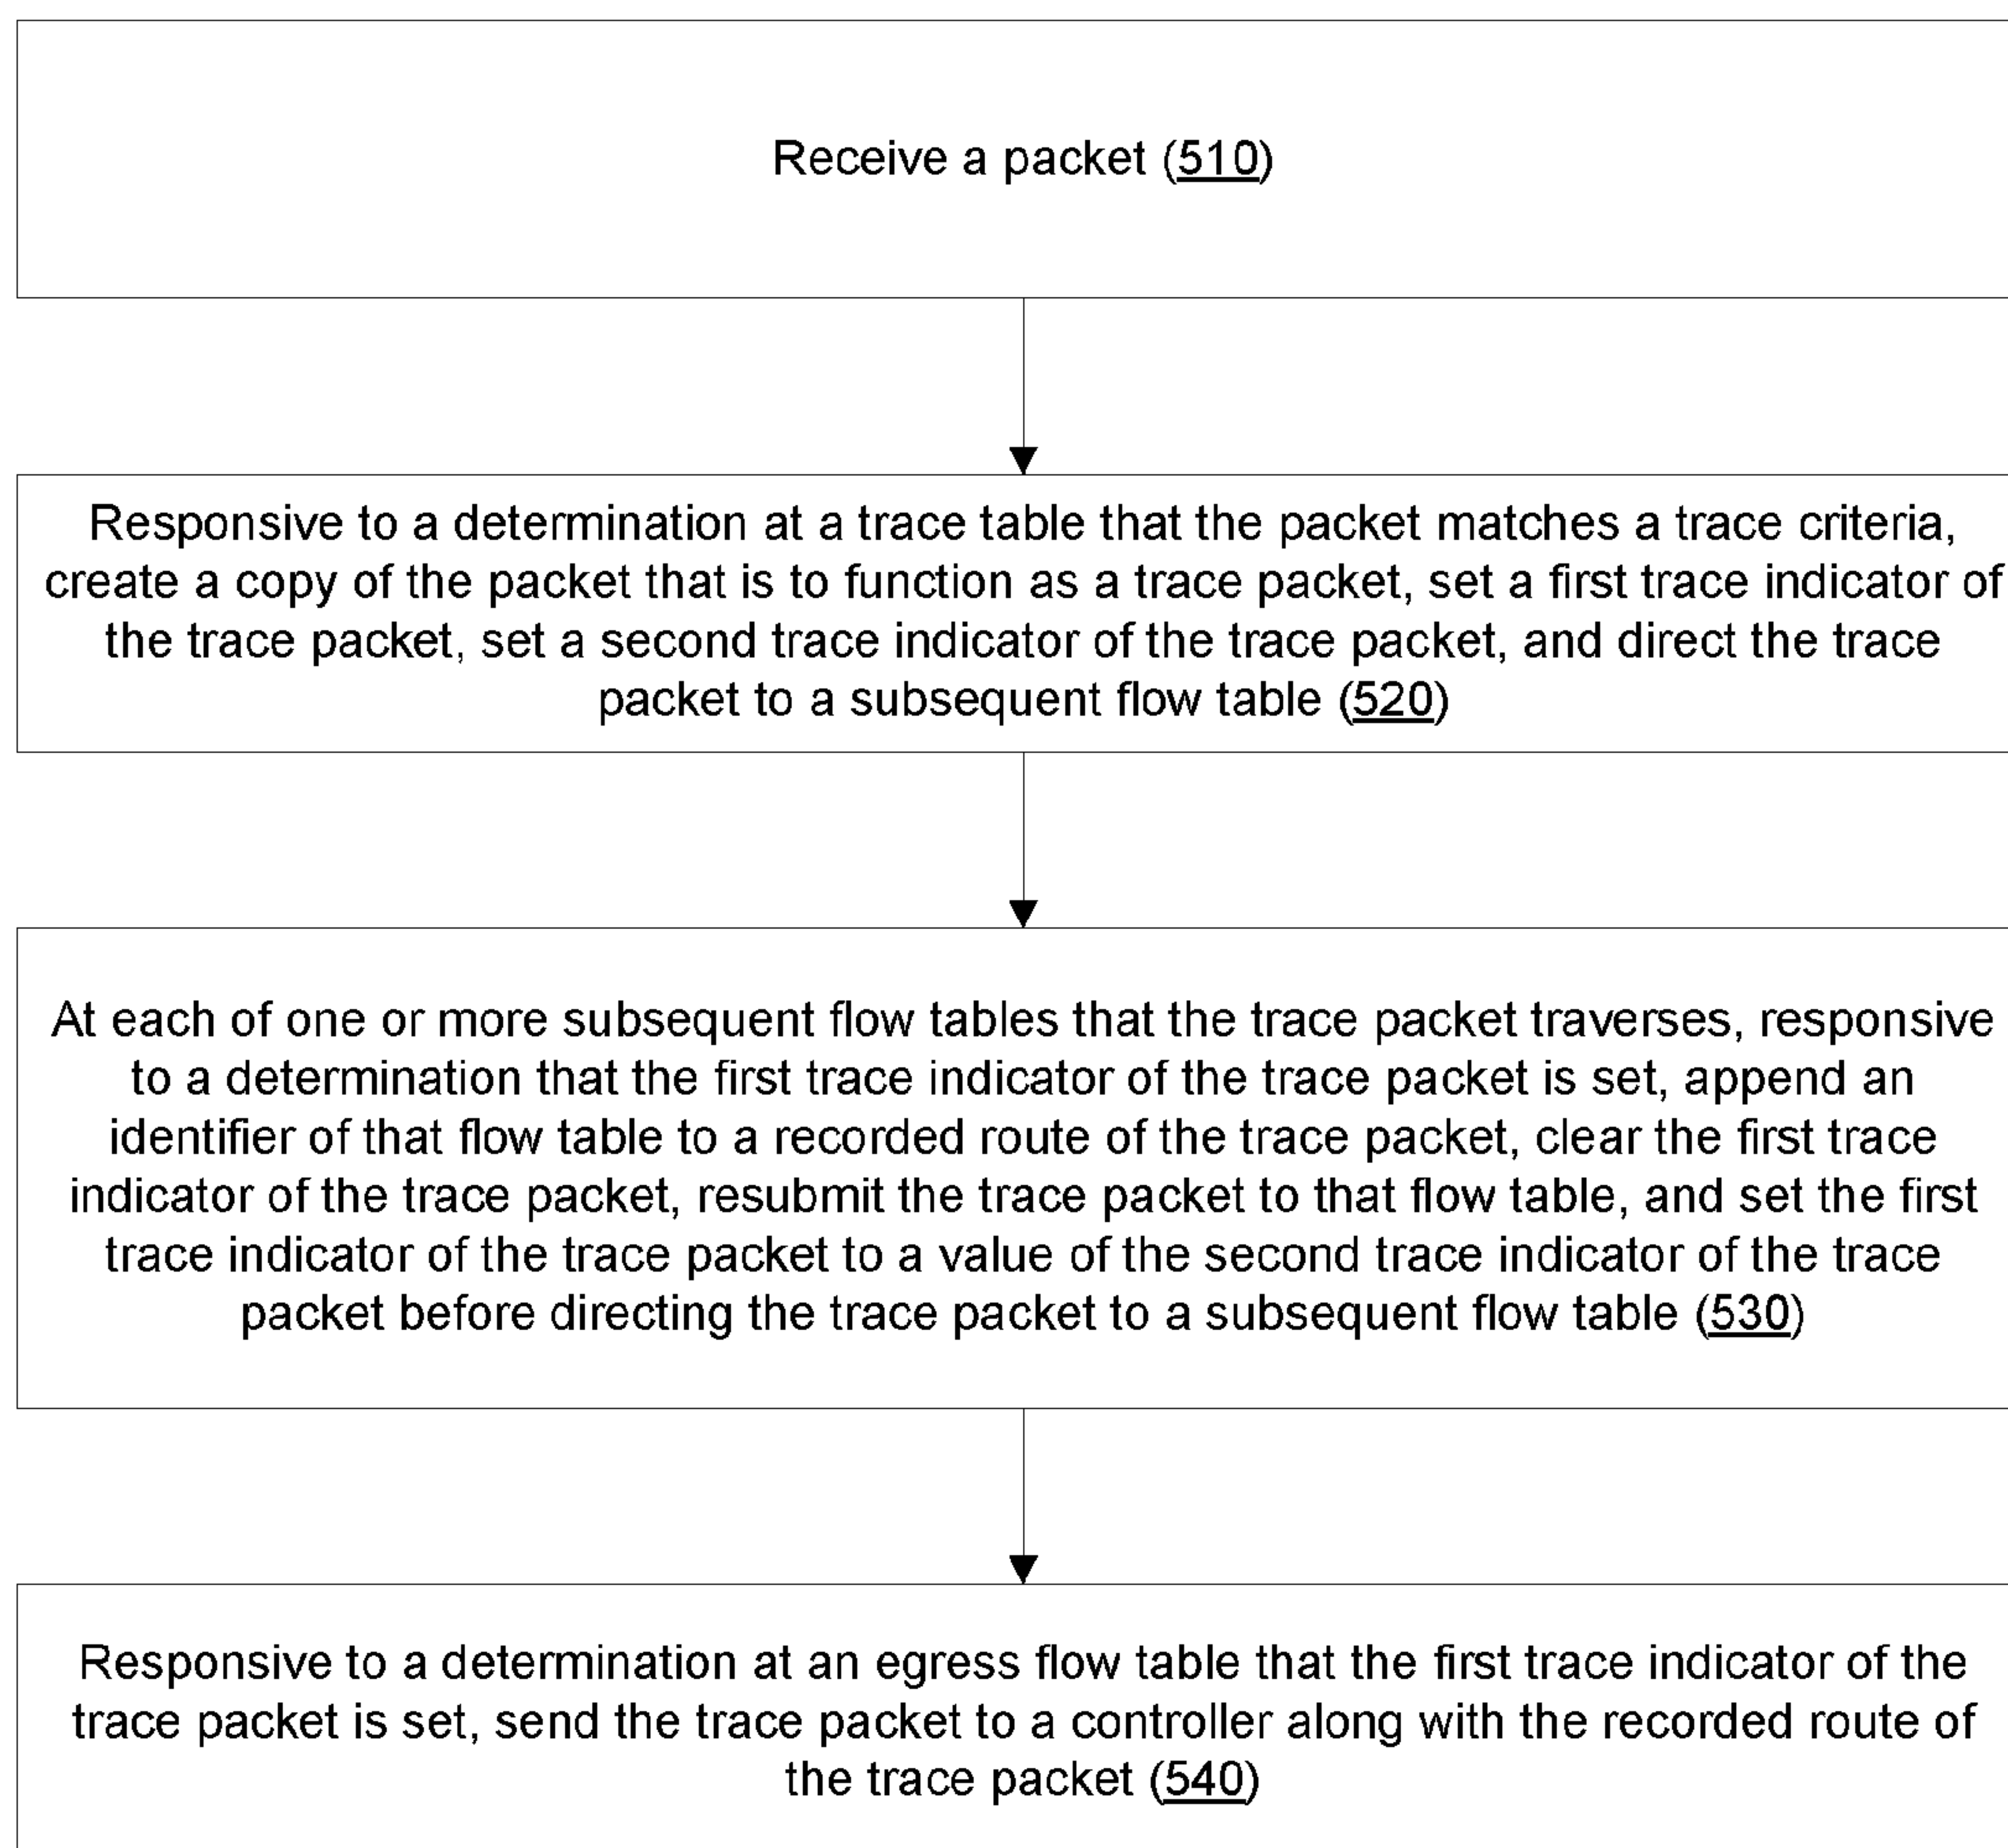 Receive a packet (510)
Responsive to a determination at a trace table that the packet matches a trace criteria,
create a copy of the packet that is to function as a trace packet, set a first trace indicator of
the trace packet, set a second trace indicator of the trace packet, and direct the trace
packet to a subsequent flow table (520)
At each of one or more subsequent flow tables that the trace packet traverses, responsive
to a determination that the first trace indicator of the trace packet is set, append an
identifier of that flow table to a recorded route of the trace packet, clear the first trace
indicator of the trace packet, resubmit the trace packet to that flow table, and set the first
trace indicator of the trace packet to a value of the second trace indicator of the trace
packet before directing the trace packet to a subsequent flow table (530)
Responsive to a determination at an egress flow table that the first trace indicator of the
trace packet is set, send the trace packet to a controller along with the recorded route of
the trace packet (540)